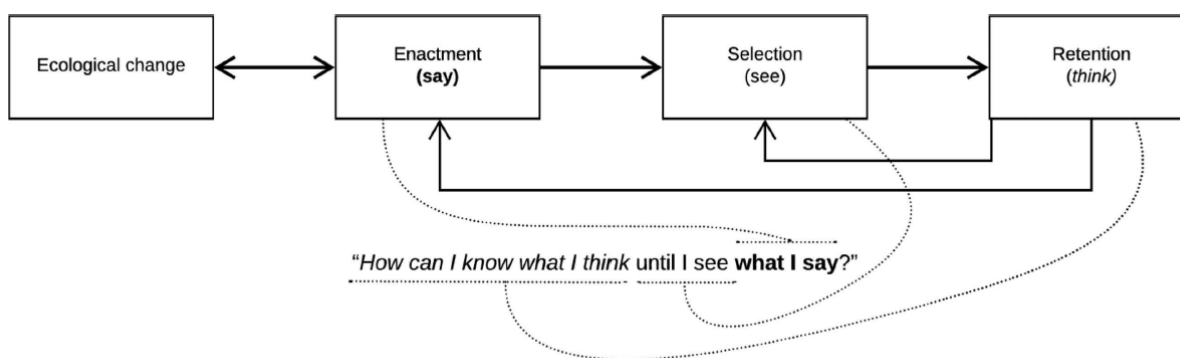 Ecological change
Enactment
(say)
Selection
(see)
Retention
(think)
“How can I know what I think until I see what I say?”